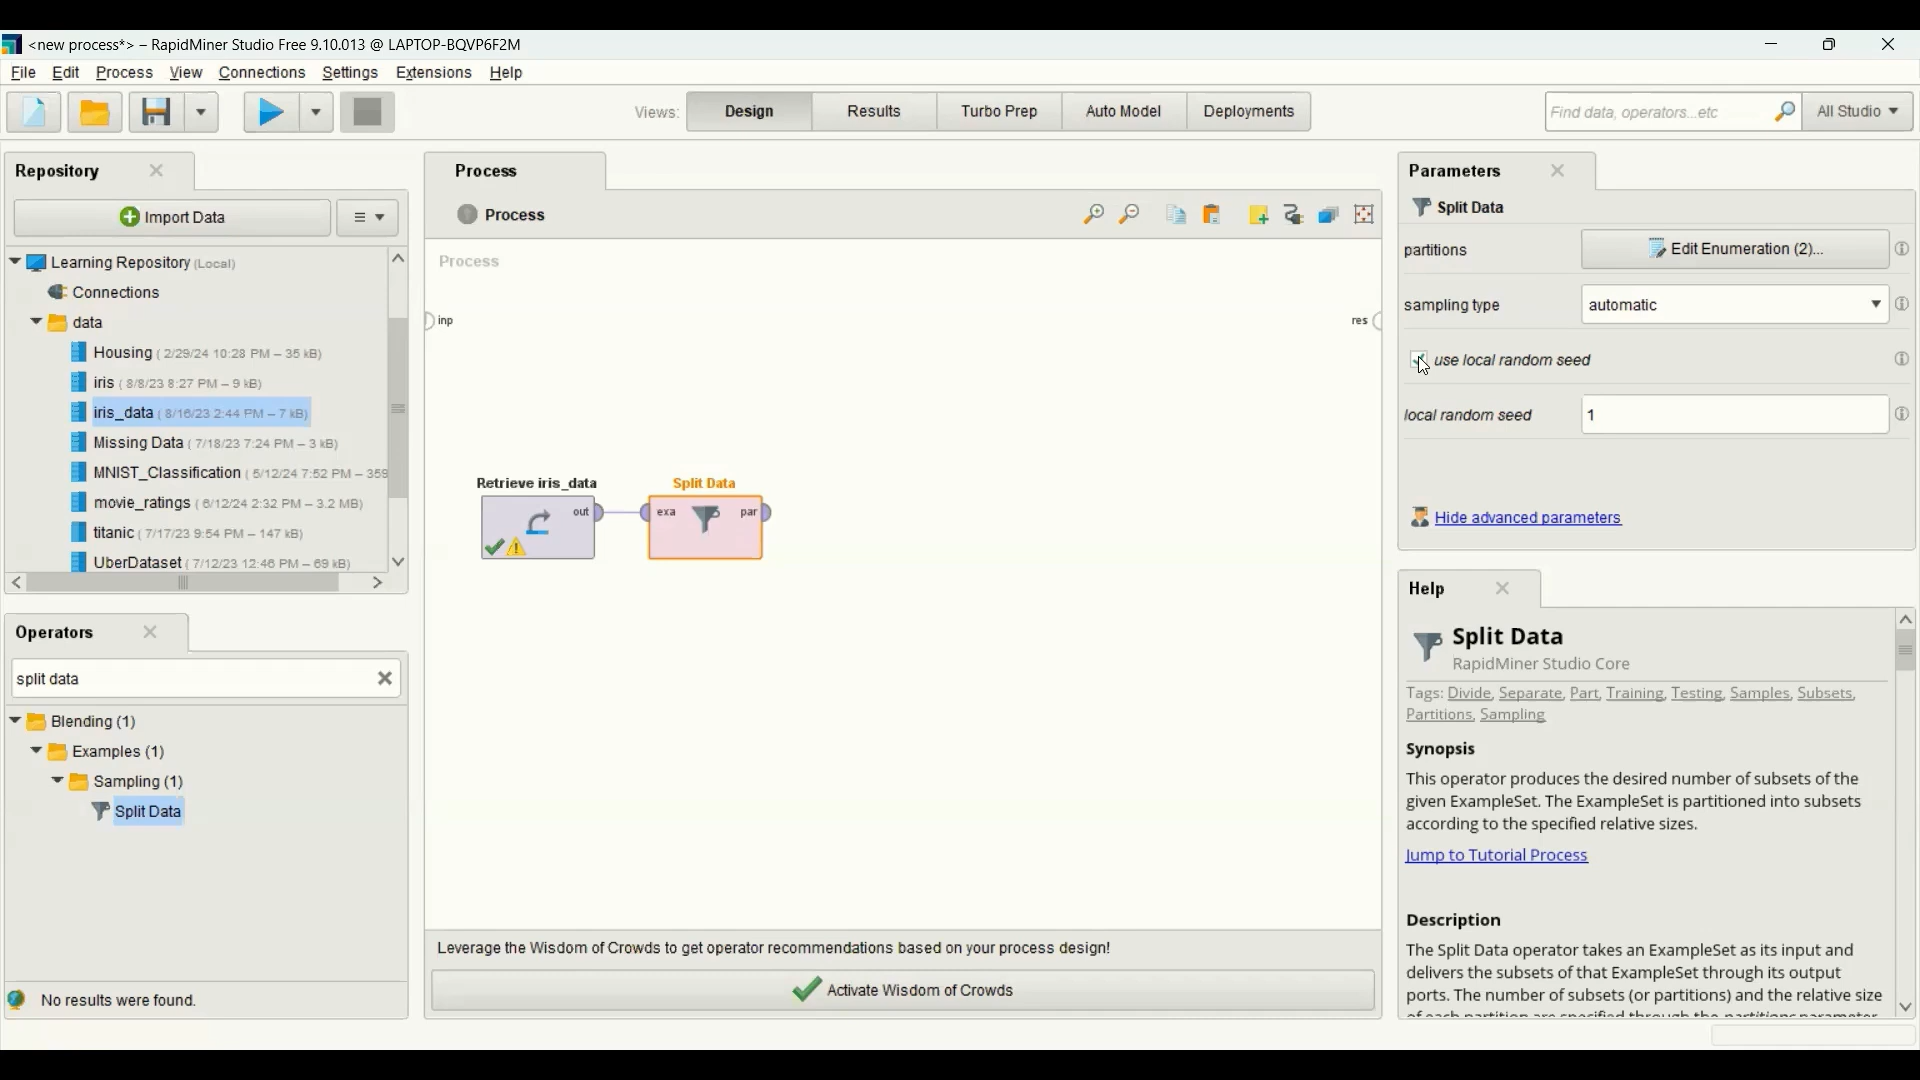 <new process*> – RapidMiner Studio Free 9.10.013 @ LAPTOP-BQVP6F2M
File Edit Process View Connections Settings Extensions Help
Views: Design Results Turbo Prep Auto Model Deployments
Find data, operators...etc All Studio
Repository
Import Data
Learning Repository (Local)
Connections
data
Housing ( 2/29/24 10:28 PM – 35 kB)
iris ( 8/8/23 8:27 PM – 9 kB)
iris_data ( 8/16/23 2:44 PM – 7 kB)
Missing Data ( 7/18/23 7:24 PM – 3 kB)
MNIST_Classification ( 5/12/24 7:52 PM – 359
movie_ratings ( 6/12/24 2:32 PM – 3.2 MB)
titanic ( 7/17/23 9:54 PM – 147 kB)
UberDataset ( 7/12/23 12:46 PM – 69 kB)
Operators
split data
Blending (1)
Examples (1)
Sampling (1)
Split Data
No results were found.
Process
Process
Process
inp
res
Retrieve iris_data
out
Split Data
exa par
Leverage the Wisdom of Crowds to get operator recommendations based on your process design!
Activate Wisdom of Crowds
Parameters
Split Data
partitions Edit Enumeration (2)...
sampling type automatic
use local random seed
local random seed 1
Hide advanced parameters
Help
Split Data
RapidMiner Studio Core
Tags: Divide, Separate, Part, Training, Testing, Samples, Subsets,
Partitions, Sampling
Synopsis
This operator produces the desired number of subsets of the
given ExampleSet. The ExampleSet is partitioned into subsets
according to the specified relative sizes.
Jump to Tutorial Process
Description
The Split Data operator takes an ExampleSet as its input and
delivers the subsets of that ExampleSet through its output
ports. The number of subsets (or partitions) and the relative size
of each partition are specified through the partitions parameter